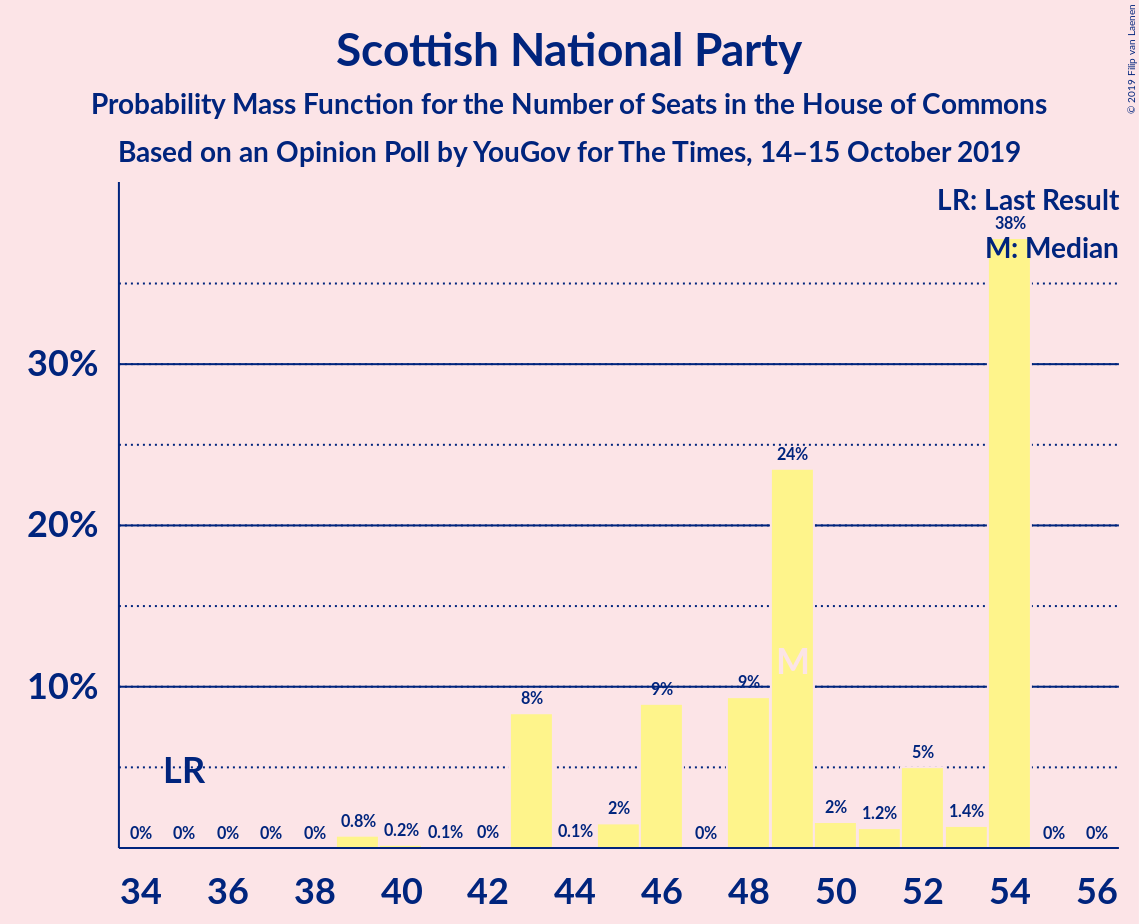 Scottish National Party
Probability Mass Function for the Number of Seats in the House of Commons
Based on an Opinion Poll by YouGov for The Times, 14–15 October 2019
© 2019 Filip van Laenen
LR: Last Result
38%
M: Median
30%
24%
20%
M
10%
8%
9%
9%
LR
5%
0%
0%
0%
0%
0%
0.8%
0.2%
0.1%
0%
0.1%
2%
0%
2%
1.2%
1.4%
0%
0%
34 36 38 40 42 44 46 48 50 52 54 56